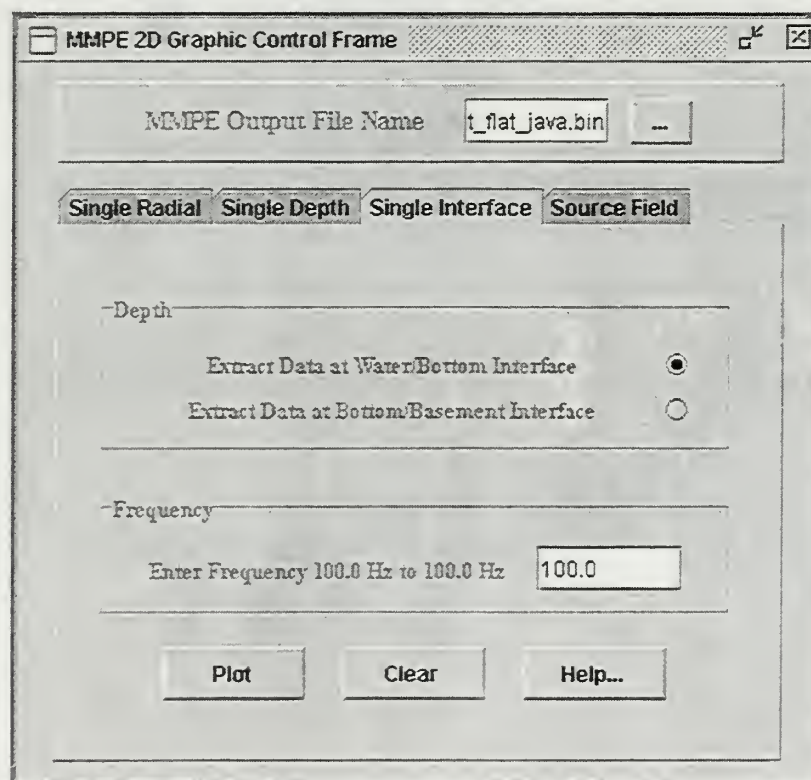 MMPE 2D Graphic Control Frame
MMPE Output File Name t_flat_java.bin ...
Single Radial Single Depth Single Interface Source Field
Depth
Extract Data at Water/Bottom Interface
Extract Data at Bottom/Basement Interface
Frequency
Enter Frequency 100.0 Hz to 100.0 Hz 100.0
Plot Clear Help...